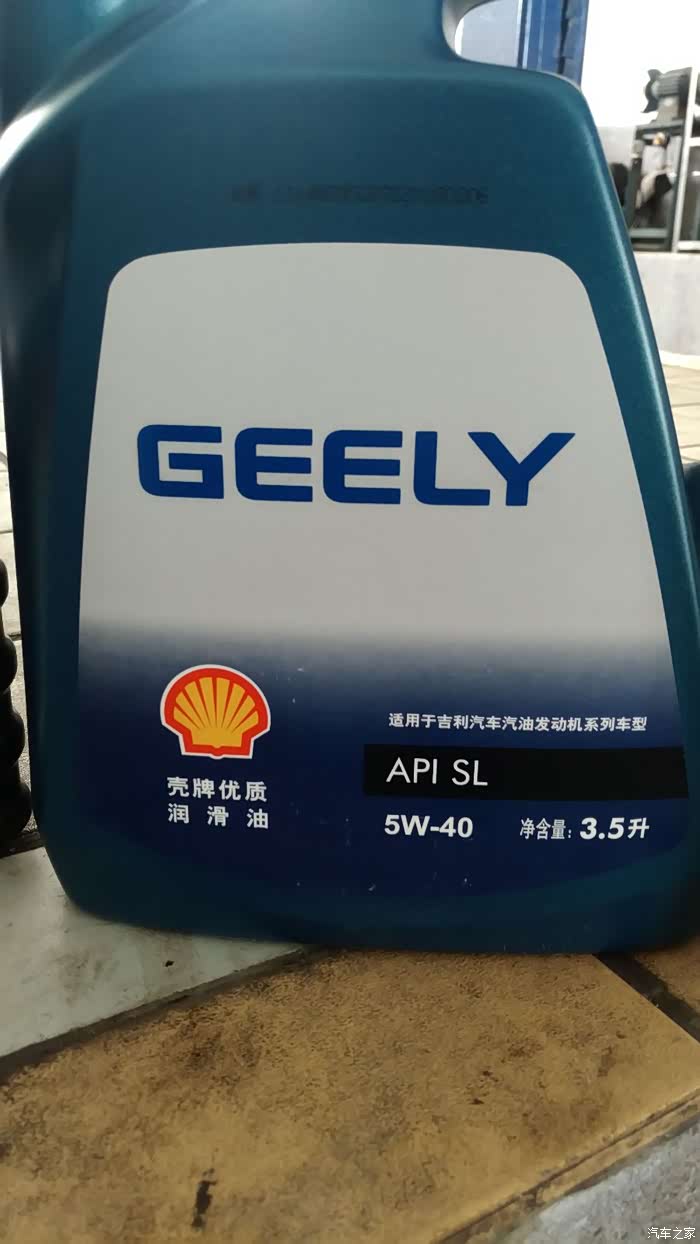 GEELY
适用于吉利汽车汽油发动机系列车型
API SL
壳牌优质
润滑油
5W-40
净含量：3.5升
汽车之家